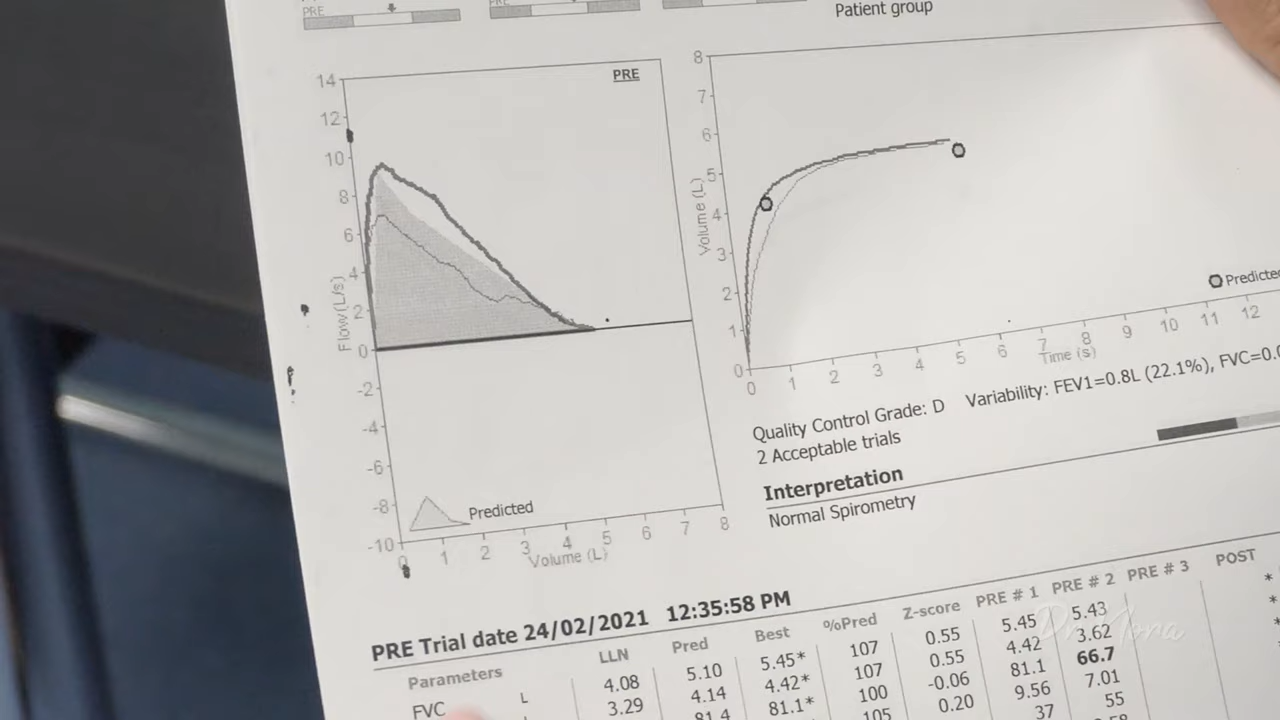 PRE
Patient group
14
12
10
8
6
4
2
0
-2
-4
-6
-8
-10
Flow(L/s)
PRE
Predicted
0 1 2 3 4 5 6 7 8
Volume (L)
8
7
6
5
4
3
2
1
0
Volume (L)
Predicted
0 1 2 3 4 5 6 7 8 9 10 11 12
Time (s)
Quality Control Grade: D Variability: FEV1=0.8L (22.1%), FVC=0.0
2 Acceptable trials
Interpretation
Normal Spirometry
PRE Trial date 24/02/2021 12:35:58 PM
Parameters LLN Pred Best %Pred Z-score PRE # 1 PRE # 2 PRE # 3 POST
FVC L 4.08 5.10 5.45* 107 0.55 5.45 5.43 *
3.29 4.14 4.42* 107 0.55 4.42 3.62 *
81.4 81.1* 100 -0.06 81.1 66.7 *
105 0.20 9.56 7.01
37 55
Dr Nora